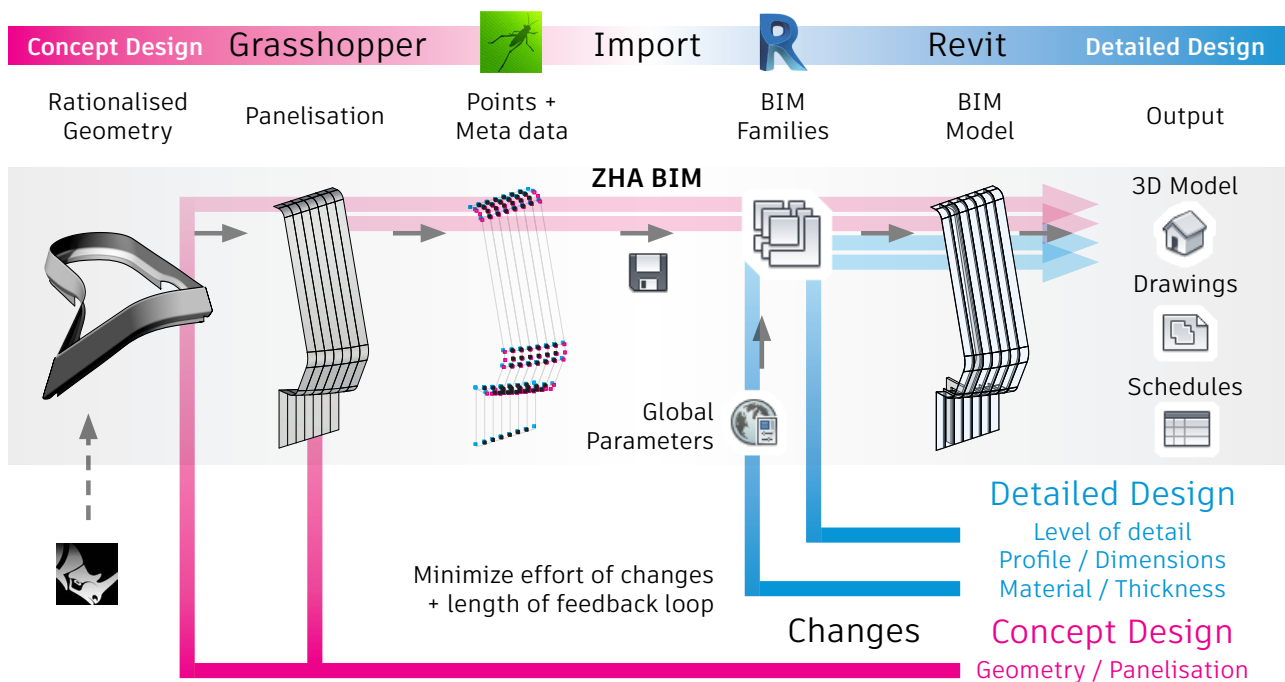 Concept Design Grasshopper Import Revit Detailed Design
Rationalised
Geometry
Panelisation
Points +
Meta data
BIM
Families
BIM
Model
Output
ZHA BIM
3D Model
Drawings
Schedules
Global
Parameters
Detailed Design
Level of detail
Profile / Dimensions
Material / Thickness
Minimize effort of changes
+ length of feedback loop
Changes
Concept Design
Geometry / Panelisation